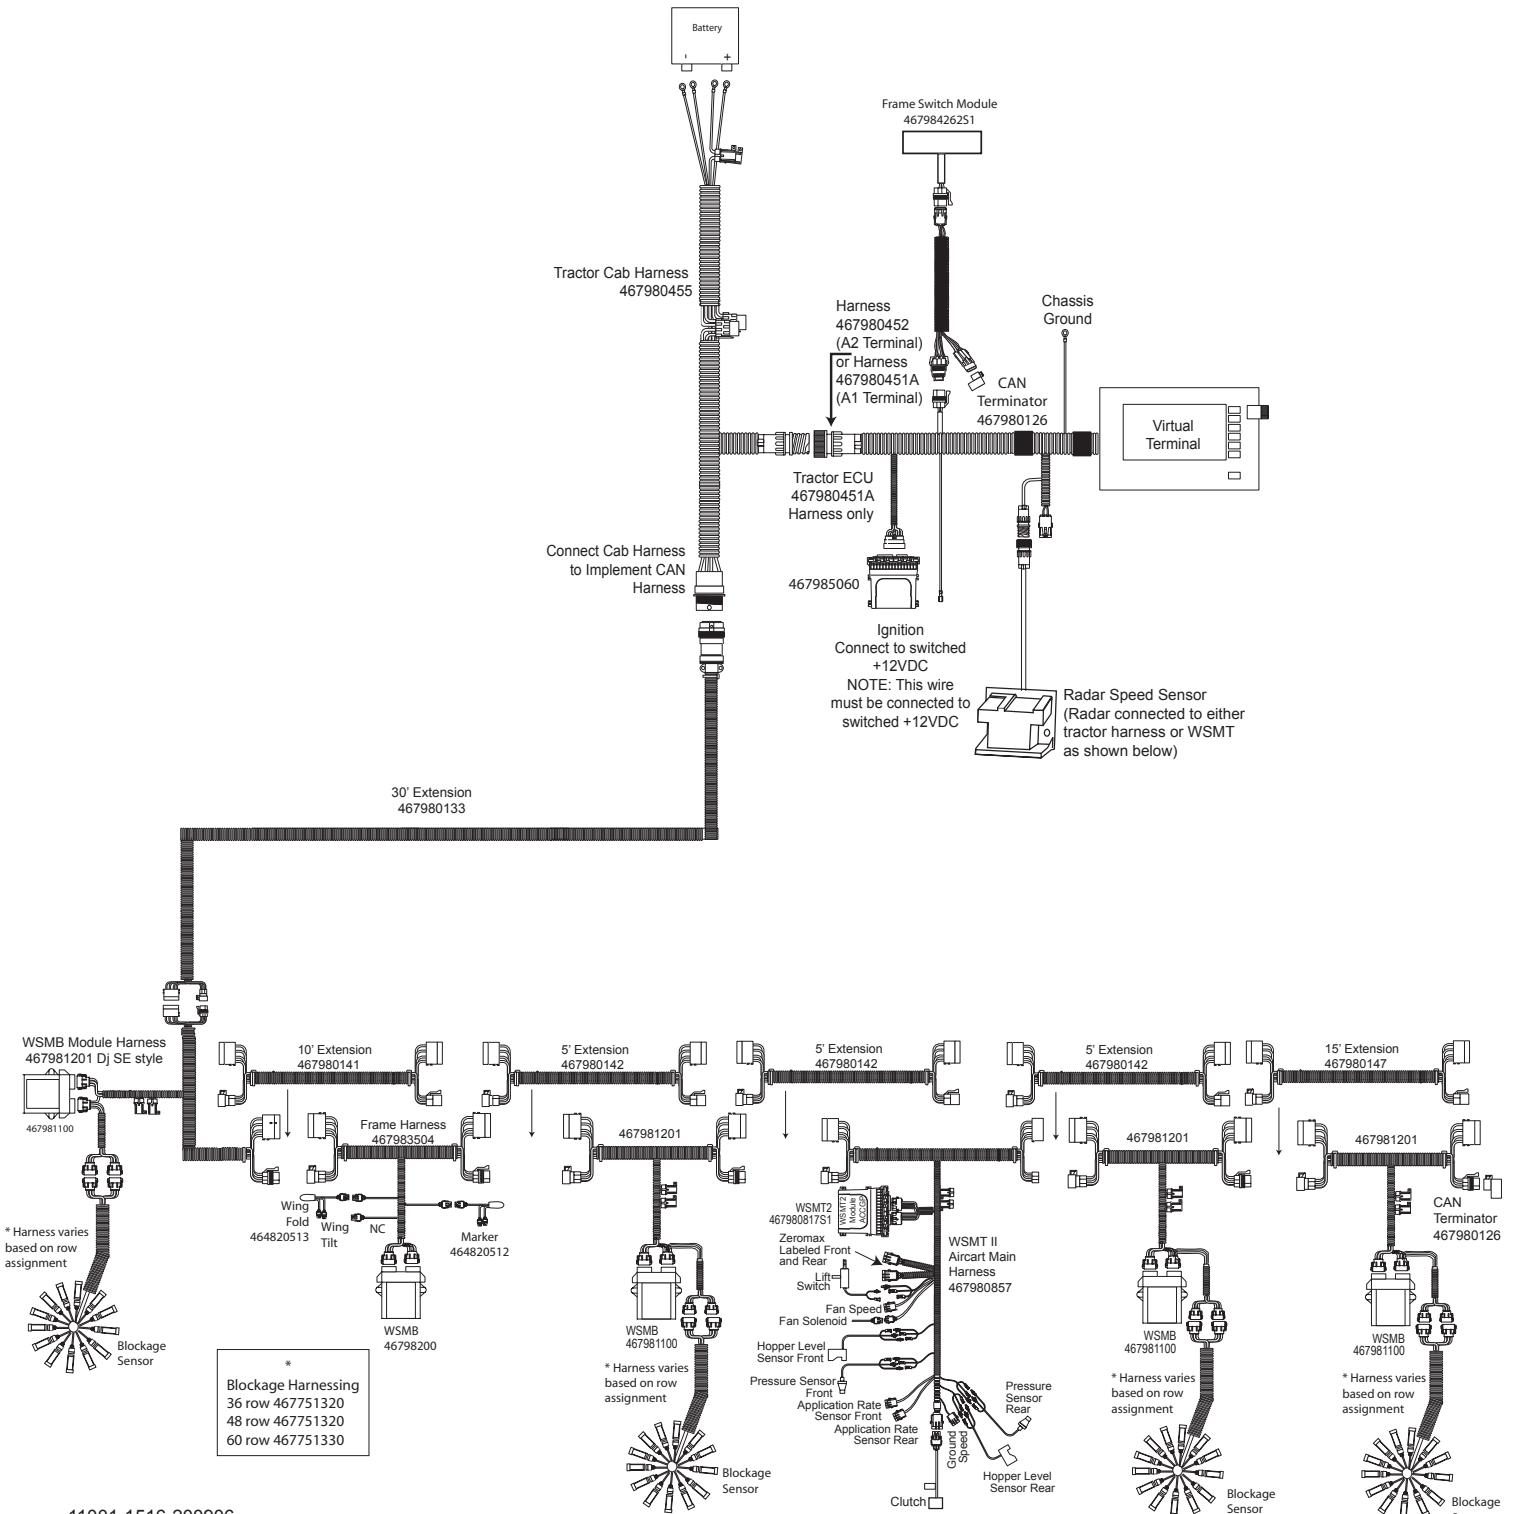 Battery
-
+
Frame Switch Module
467984262S1
Tractor Cab Harness
467980455
Harness
467980452
(A2 Terminal)
or Harness
467980451A
(A1 Terminal)
Chassis
Ground
CAN
Terminator
467980126
Virtual
Terminal
Tractor ECU
467980451A
Harness only
Connect Cab Harness
to Implement CAN
Harness
467985060
Ignition
Connect to switched
+12VDC
NOTE: This wire
must be connected to
switched +12VDC
Radar Speed Sensor
(Radar connected to either
tractor harness or WSMT
as shown below)
30’ Extension
467980133
WSMB Module Harness
467981201 Dj SE style
467981100
10’ Extension
467980141
5’ Extension
467980142
5’ Extension
467980142
5’ Extension
467980142
15’ Extension
467980147
Frame Harness
467983504
467981201
467981201
467981201
Wing
Fold
464820513
Wing
Tilt
NC
Marker
464820512
WSMB
46798200
* Harness varies
based on row
assignment
Blockage
Sensor
*
Blockage Harnessing
36 row 467751320
48 row 467751320
60 row 467751330
WSMB
467981100
* Harness varies
based on row
assignment
Blockage
Sensor
WSMT2
467980817S1
WSMT2
Module
ACC GP
Zeromax
Labeled Front
and Rear
Lift
Switch
Fan Speed
Fan Solenoid
WSMT II
Aircart Main
Harness
467980857
Hopper Level
Sensor Front
Pressure Sensor
Front
Application Rate
Sensor Front
Application Rate
Sensor Rear
Ground
Speed
Pressure
Sensor
Rear
Hopper Level
Sensor Rear
Clutch
WSMB
467981100
* Harness varies
based on row
assignment
Blockage
Sensor
CAN
Terminator
467980126
WSMB
467981100
* Harness varies
based on row
assignment
Blockage